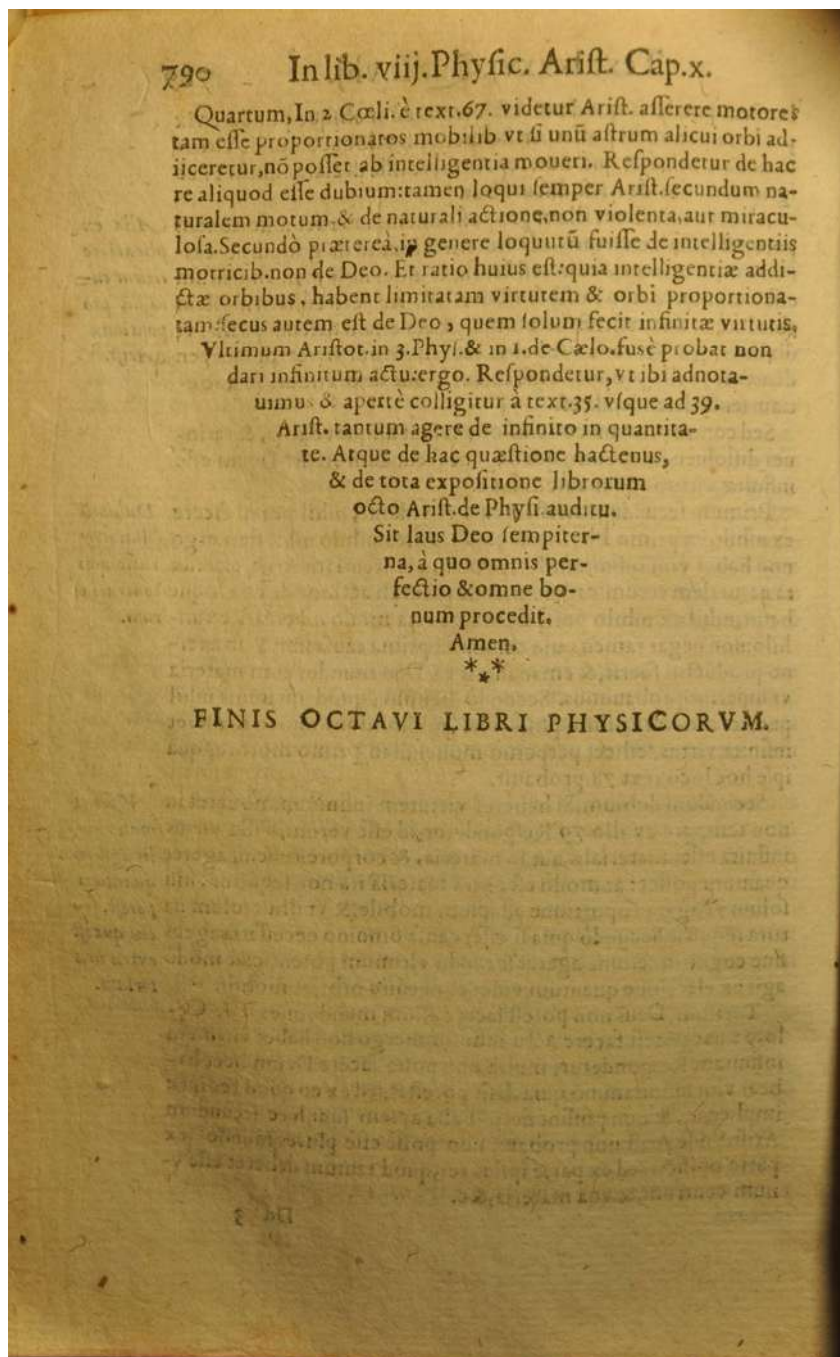 790 In lib. viij. Physic. Arist. Cap. x.
Quartum, In 2 Cœli. è text. 67. videtur Arist. asserere motores
tam esse proportionatos mobilib vt si unũ astrum alicui orbi ad-
iiceretur, nõ posset ab intelligentia moueri. Respondetur de hac
re aliquod esse dubium: tamen loqui semper Arist. secundum na-
turalem motum. & de naturali actione, non violenta, aut miracu-
losa. Secundò prætereà, in genere loquutũ fuisse de intelligentiis
motricib. non de Deo. Et ratio huius est: quia intelligentiæ addi-
ctæ orbibus, habent limitatam virtutem & orbi proportiona-
tam: secus autem est de Deo, quem solum fecit infinitæ virtutis,
Vltimum Aristot. in 3. Phys. & in 1. de Cælo. fusè probat non
dari infinitum actu: ergo. Respondetur, vt ibi adnota-
uimu & apertè colligitur à text. 35. vsque ad 39.
Arist. tantum agere de infinito in quantita-
te. Atque de hac quæstione hactenus,
& de tota expositione librorum
octo Arist. de Physi. auditu.
Sit laus Deo sempiter-
na, à quo omnis per-
fectio & omne bo-
num procedit.
Amen.
***
FINIS OCTAVI LIBRI PHYSICORVM.